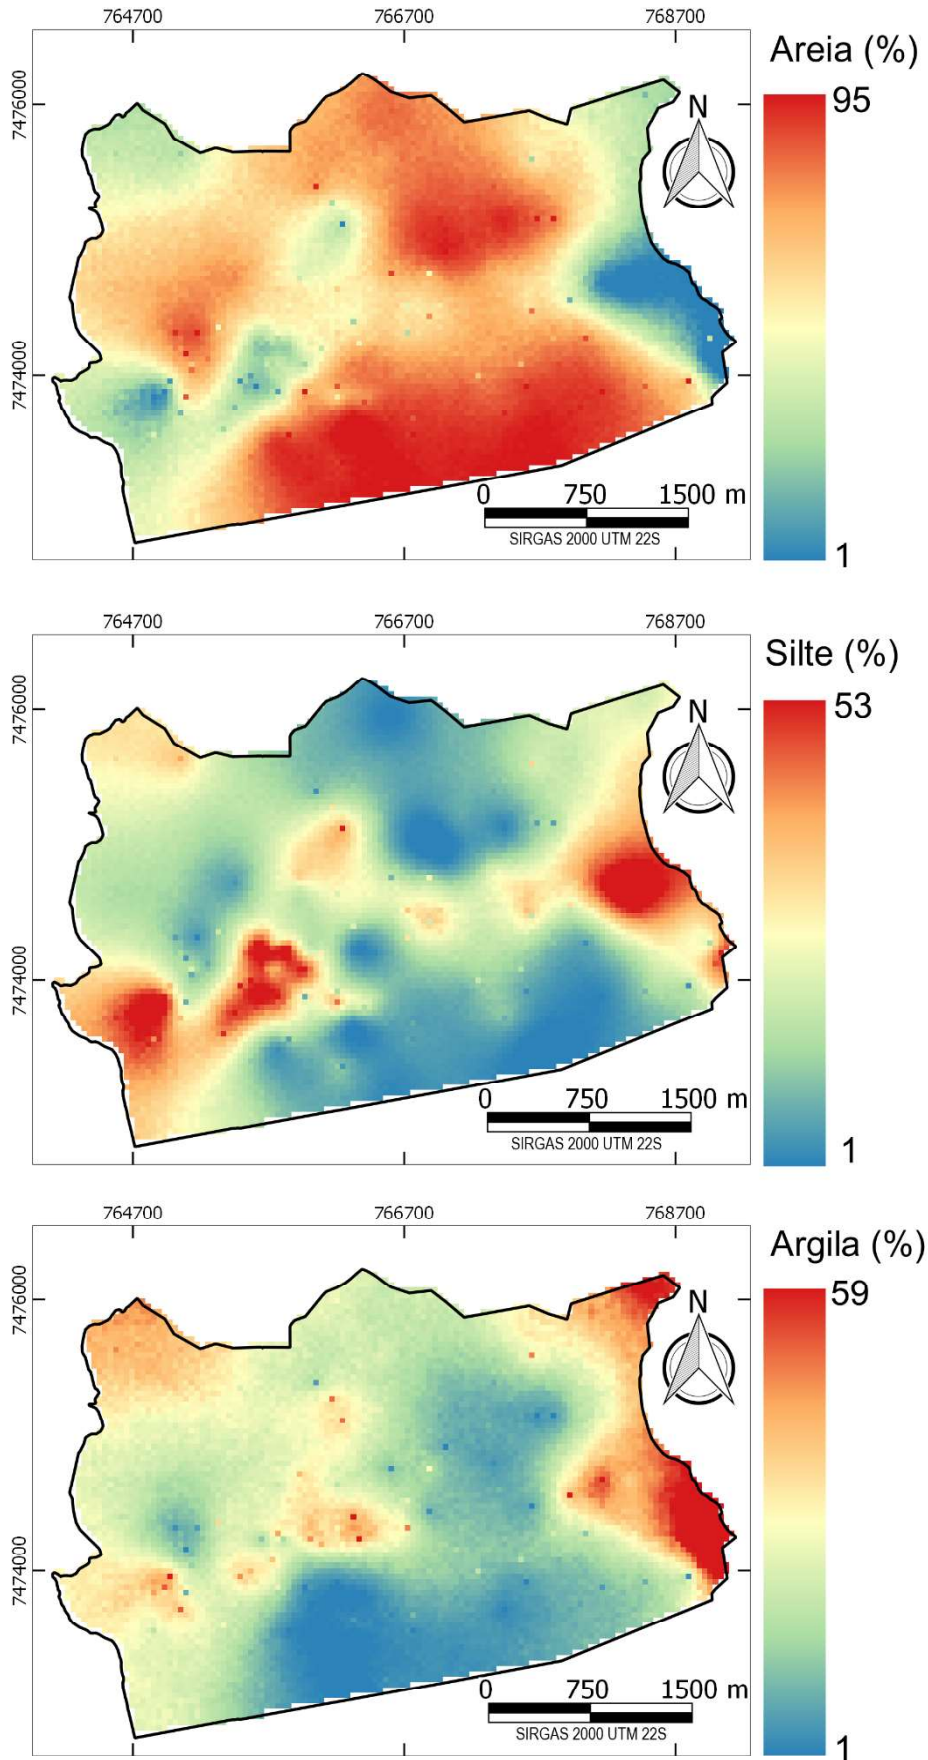 764700 766700 768700
Areia (%)
7476000
95
N
7474000
0 750 1500 m
SIRGAS 2000 UTM 22S
1
764700 766700 768700
Silte (%)
7476000
53
N
7474000
0 750 1500 m
SIRGAS 2000 UTM 22S
1
764700 766700 768700
Argila (%)
7476000
59
N
7474000
0 750 1500 m
SIRGAS 2000 UTM 22S
1